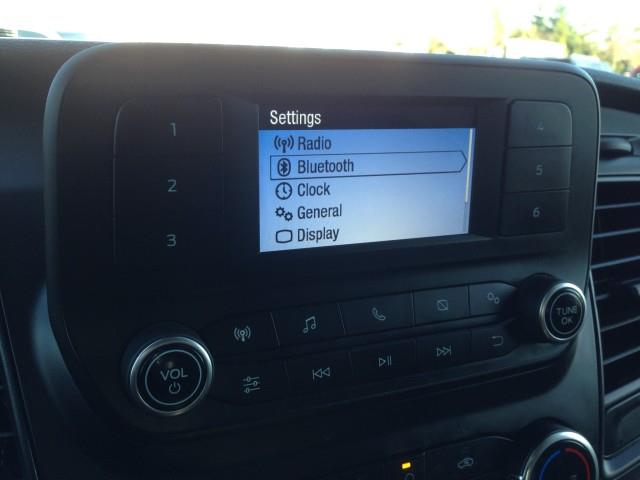 Settings
Radio
Bluetooth
Clock
General
Display
1
2
3
4
5
6
VOL
TUNE
OK